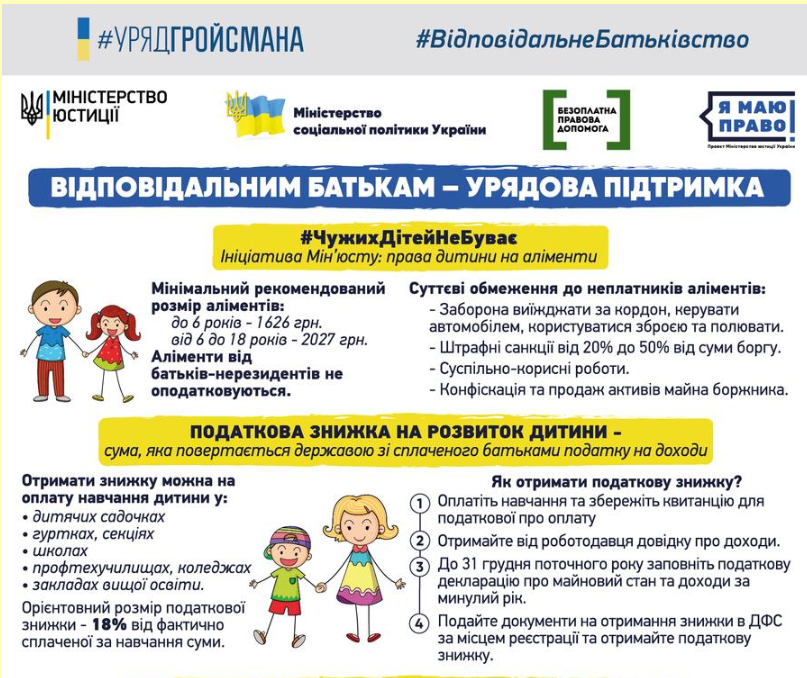 #УРЯДГРОЙСМАНА
#ВідповідальнеБатьківство
МІНІСТЕРСТВО
ЮСТИЦІЇ
Міністерство
соціальної політики України
БЕЗОПЛАТНА
ПРАВОВА
ДОПОМОГА
Я МАЮ
ПРАВО!
Проект Міністерства юстиції України
ВІДПОВІДАЛЬНИМ БАТЬКАМ – УРЯДОВА ПІДТРИМКА
#ЧужихДітейНеБуває
Ініціатива Мін'юсту: права дитини на аліменти
Мінімальний рекомендований
розмір аліментів:
до 6 років - 1626 грн.
від 6 до 18 років - 2027 грн.
Аліменти від
батьків-нерезидентів не
оподатковуються.
Суттєві обмеження до неплатників аліментів:
- Заборона виїжджати за кордон, керувати
автомобілем, користуватися зброєю та полювати.
- Штрафні санкції від 20% до 50% від суми боргу.
- Суспільно-корисні роботи.
- Конфіскація та продаж активів майна боржника.
ПОДАТКОВА ЗНИЖКА НА РОЗВИТОК ДИТИНИ -
сума, яка повертається державою зі сплаченого батьками податку на доходи
Отримати знижку можна на
оплату навчання дитини у:
• дитячих садочках
• гуртках, секціях
• школах
• профтехучилищах, коледжах
• закладах вищої освіти.
Орієнтовний розмір податкової
знижки - 18% від фактично
сплаченої за навчання суми.
Як отримати податкову знижку?
1 Оплатіть навчання та збережіть квитанцію для
податкової про оплату
2 Отримайте від роботодавця довідку про доходи.
3 До 31 грудня поточного року заповніть податкову
декларацію про майновий стан та доходи за
минулий рік.
4 Подайте документи на отримання знижки в ДФС
за місцем реєстрації та отримайте податкову
знижку.